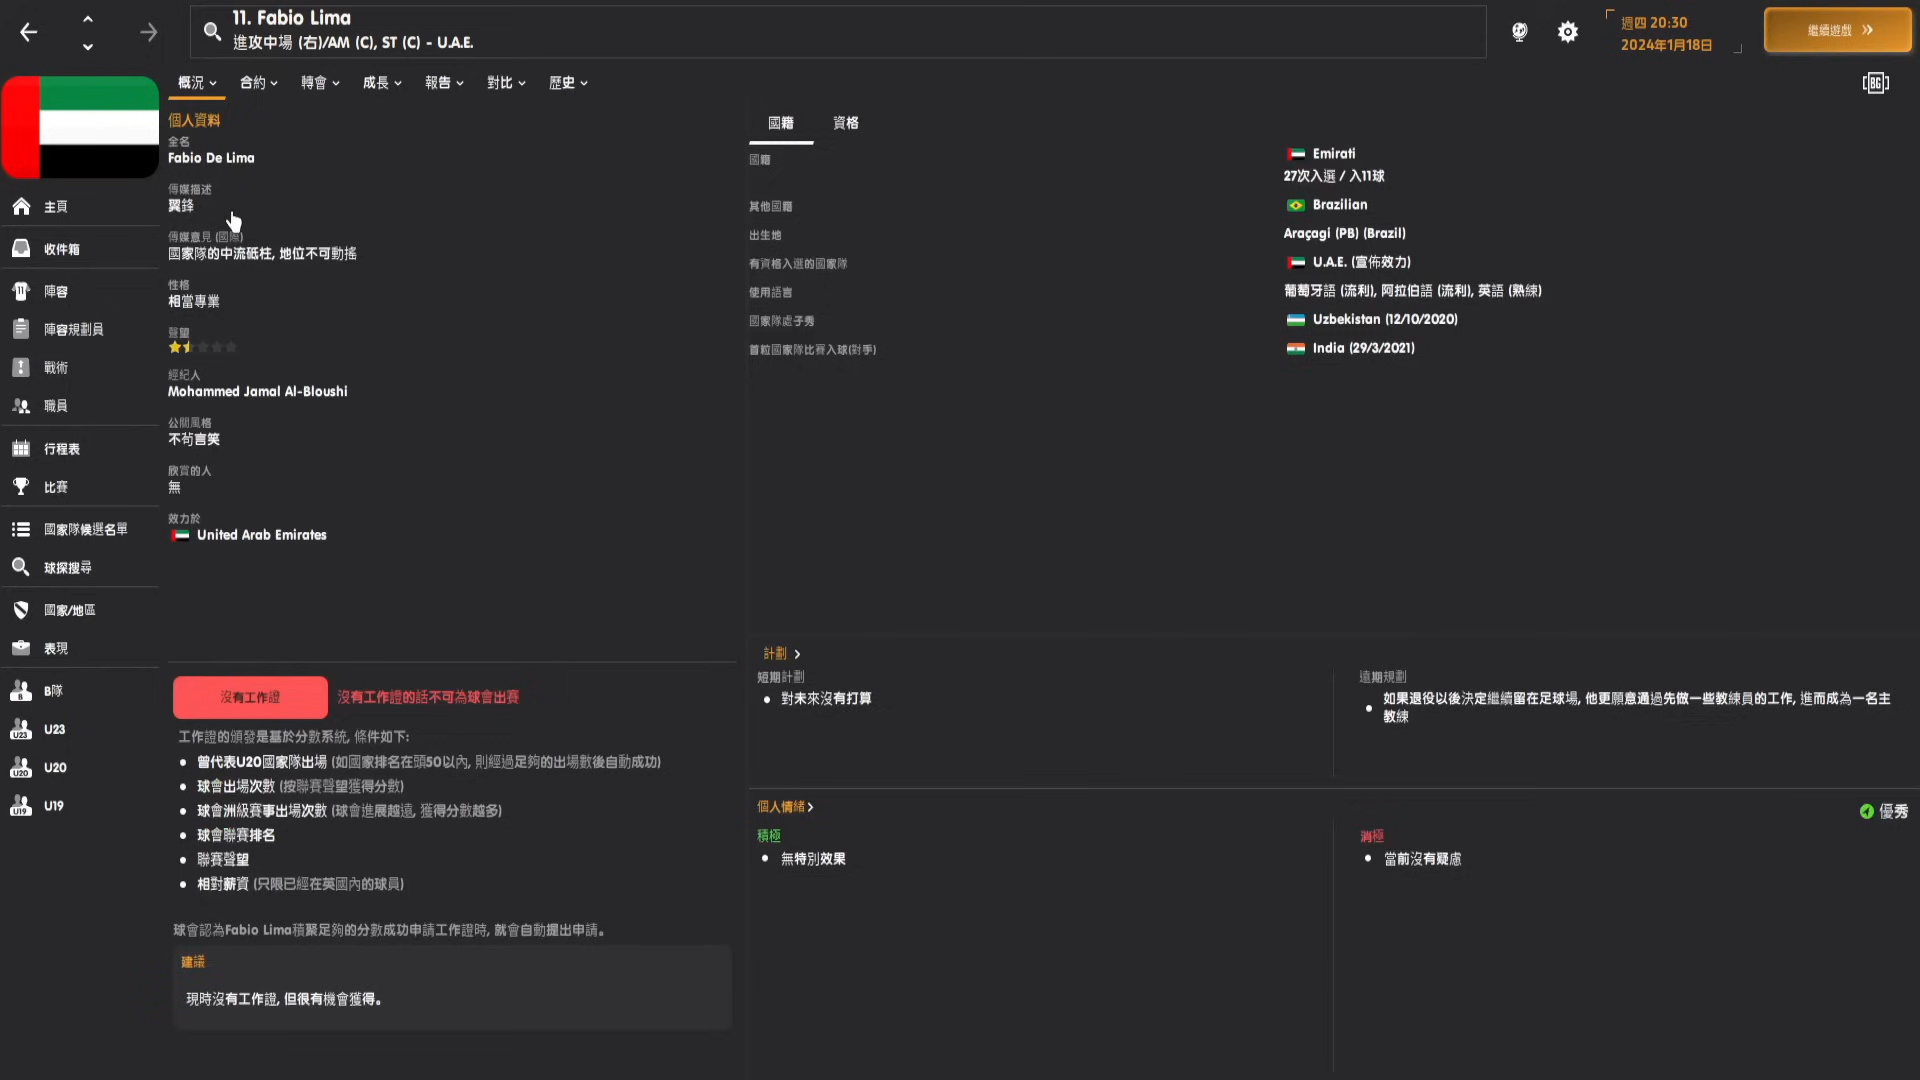 11. Fabio Lima
進攻中場 (右)/AM (C), ST (C) - U.A.E.
週四 20:30
2024年1月18日
繼續遊戲
概況
合約
轉會
成長
報告
對比
歷史
BG
主頁
收件箱
陣容
陣容規劃員
戰術
職員
行程表
比賽
國家隊候選名單
球探搜尋
國家/地區
表現
B隊
U23
U20
U19
個人資料
全名
Fabio De Lima
傳媒描述
翼鋒
傳媒意見 (國際)
國家隊的中流砥柱, 地位不可動搖
性格
相當專業
聲望
經紀人
Mohammed Jamal Al-Bloushi
公關風格
不茍言笑
欣賞的人
無
效力於
United Arab Emirates
沒有工作證
沒有工作證的話不可為球會出賽
工作證的頒發是基於分數系統, 條件如下:
曾代表U20國家隊出場 (如國家排名在頭50以內, 則經過足夠的出場數後自動成功)
球會出場次數 (按聯賽聲望獲得分數)
球會洲級賽事出場次數 (球會進展越遠, 獲得分數越多)
球會聯賽排名
聯賽聲望
相對薪資 (只限已經在英國內的球員)
球會認為Fabio Lima積聚足夠的分數成功申請工作證時, 就會自動提出申請。
建議
現時沒有工作證, 但很有機會獲得。
國籍
資格
國籍
Emirati
27次入選 / 入11球
其他國籍
Brazilian
出生地
Araçagi (PB) (Brazil)
有資格入選的國家隊
U.A.E. (宣佈效力)
使用語言
葡萄牙語 (流利), 阿拉伯語 (流利), 英語 (熟練)
國家隊處子秀
Uzbekistan (12/10/2020)
首粒國家隊比賽入球(對手)
India (29/3/2021)
計劃
短期計劃
對未來沒有打算
遠期規劃
如果退役以後決定繼續留在足球場, 他更願意通過先做一些教練員的工作, 進而成為一名主
教練
個人情緒
優秀
積極
無特別效果
消極
當前沒有疑慮